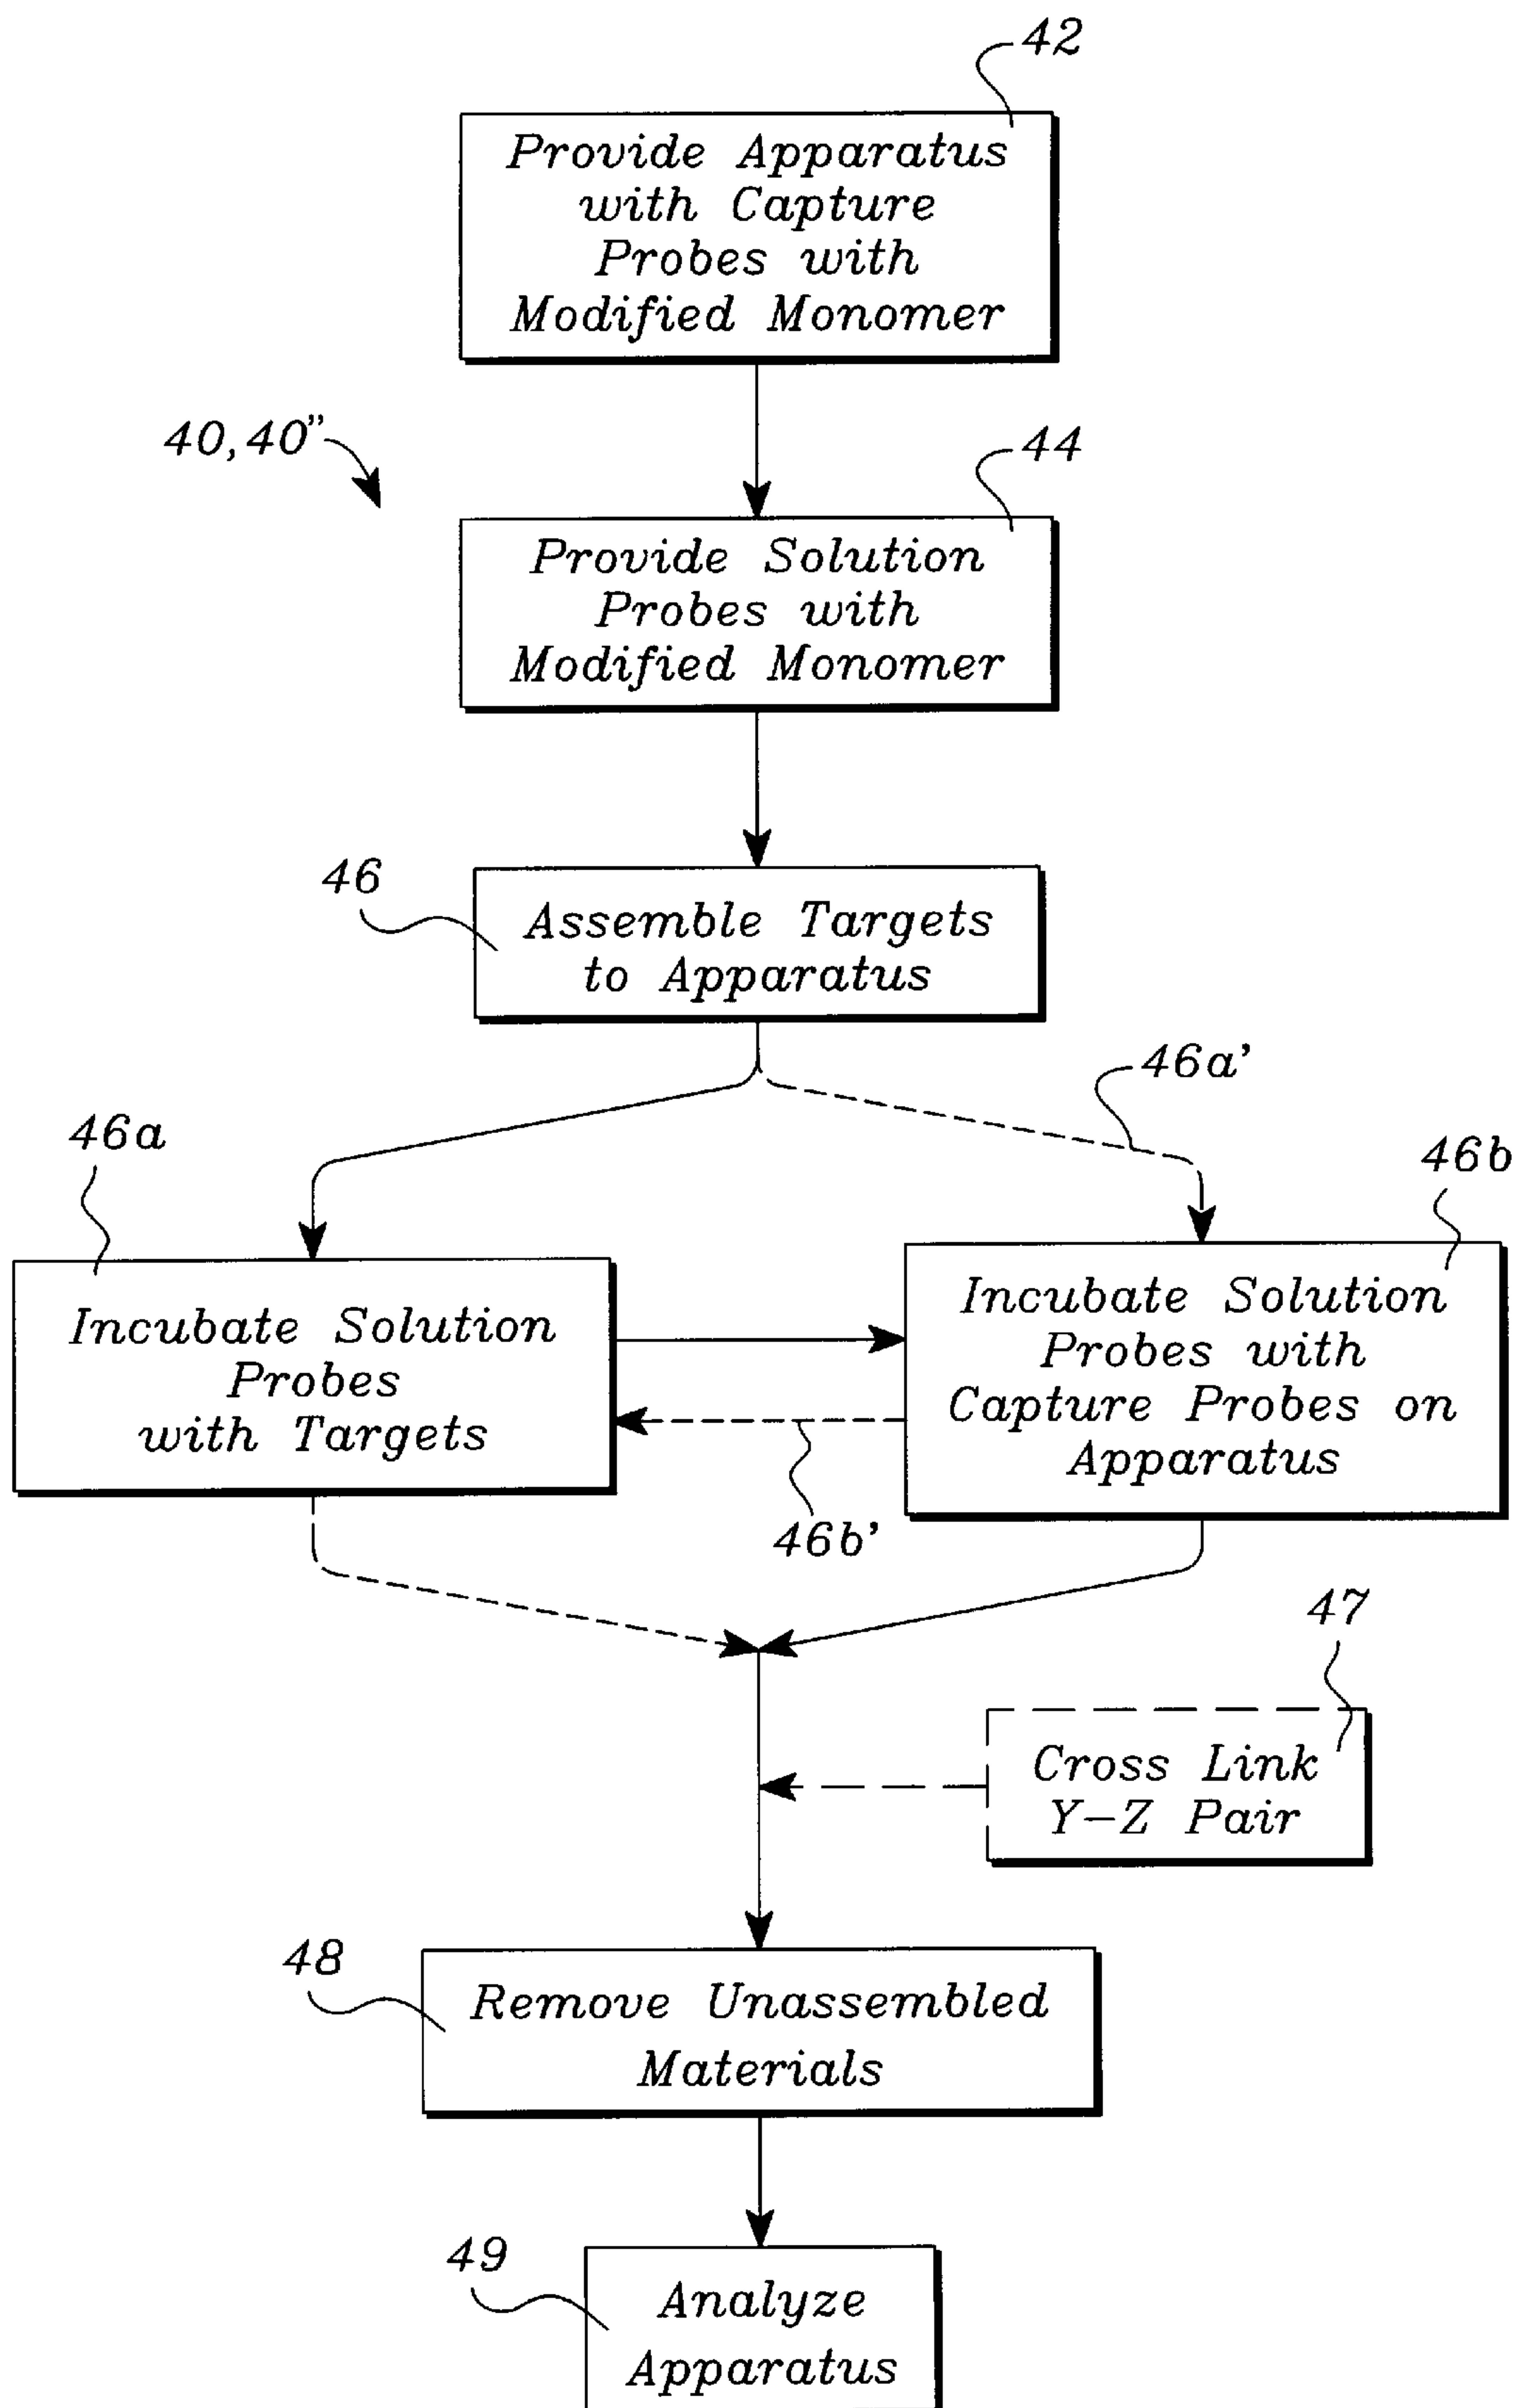 42
Provide Apparatus
with Capture
Probes with
Modified Monomer
40,40”
44
Provide Solution
Probes with
Modified Monomer
46
Assemble Targets
to Apparatus
46a’
46a
46b
Incubate Solution
Probes
with Targets
Incubate Solution
Probes with
Capture Probes on
Apparatus
46b’
47
Cross Link
Y-Z Pair
48
Remove Unassembled
Materials
49
Analyze
Apparatus